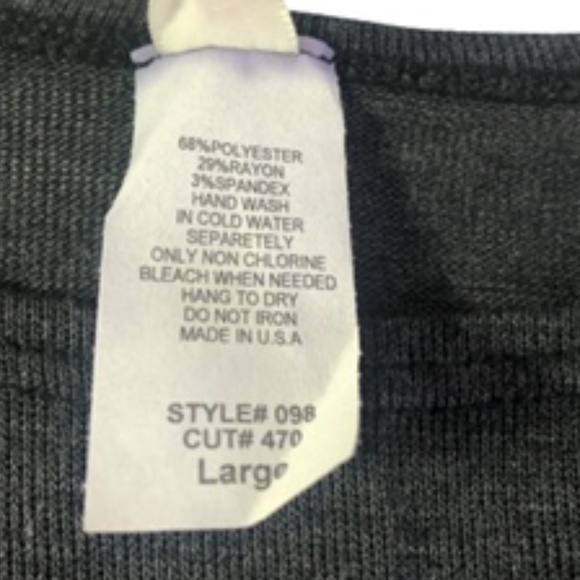 68%POLYESTER
29%RAYON
3%SPANDEX
HAND WASH
IN COLD WATER
SEPARETELY
ONLY NON CHLORINE
BLEACH WHEN NEEDED
HANG TO DRY
DO NOT IRON
MADE IN U.S.A
STYLE# 098
CUT# 470
Large